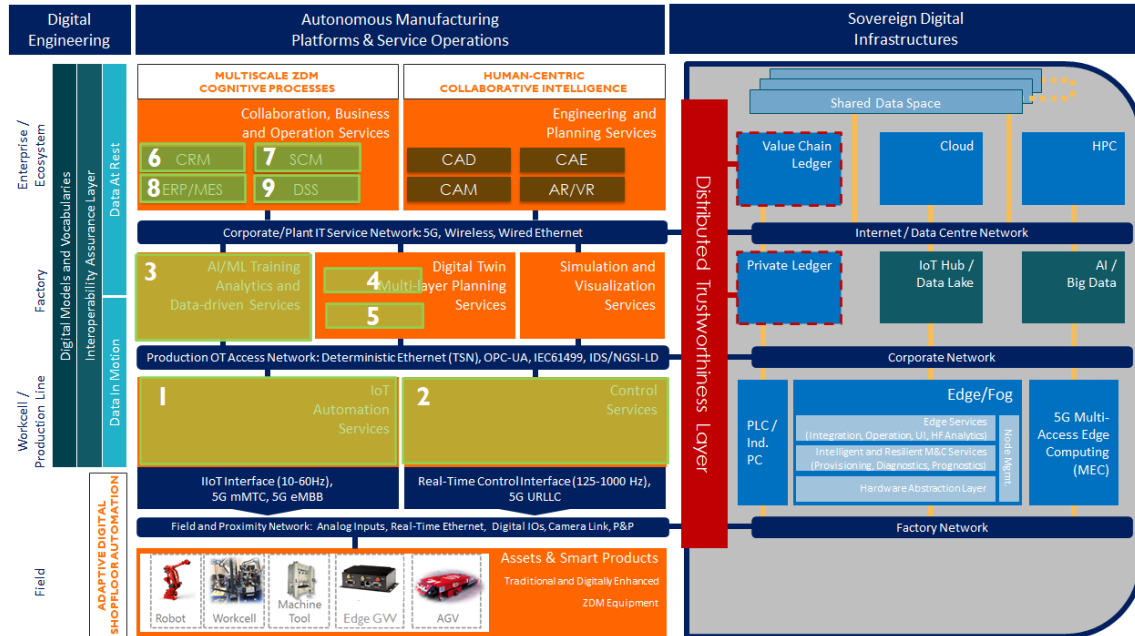 Digital
Engineering
Autonomous Manufacturing
Platforms & Service Operations
Sovereign Digital
Infrastructures
Enterprise /
Ecosystem
Factory
Workcell /
Production Line
Field
Digital Models and Vocabularies
Interoperability Assurance Layer
Data At Rest
Data In Motion
ADAPTIVE DIGITAL
SHOPFLOOR AUTOMATION
MULTISCALE ZDM
COGNITIVE PROCESSES
HUMAN-CENTRIC
COLLABORATIVE INTELLIGENCE
Collaboration, Business
and Operation Services
6 CRM
7 SCM
8 ERP/MES
9 DSS
Engineering and
Planning Services
CAD
CAE
CAM
AR/VR
Corporate/Plant IT Service Network: 5G, Wireless, Wired Ethernet
3
AI/ML Training
Analytics and
Data-driven Services
4
5
Digital Twin
Multi-layer Planning
Services
Simulation and
Visualization
Services
Production OT Access Network: Deterministic Ethernet (TSN), OPC-UA, IEC61499, IDS/NGSI-LD
1
IoT
Automation
Services
2
Control
Services
IIoT Interface (10-60Hz),
5G mMTC, 5G eMBB
Real-Time Control Interface (125-1000 Hz),
5G URLLC
Field and Proximity Network: Analog Inputs, Real-Time Ethernet, Digital IOs, Camera Link, P&P
Robot
Workcell
Machine
Tool
Edge GW
AGV
Assets & Smart Products
Traditional and Digitally Enhanced
ZDM Equipment
Distributed Trustworthiness Layer
Shared Data Space
Value Chain
Ledger
Cloud
HPC
Internet / Data Centre Network
Private Ledger
IoT Hub /
Data Lake
AI /
Big Data
Corporate Network
PLC /
Ind.
PC
Edge/Fog
Edge Services
(Integration, Operation, UI, HF Analytics)
Intelligent and Resilient M&C Services
(Provisioning, Diagnostics, Prognostics)
Hardware Abstraction Layer
Node Mgmt.
5G Multi-
Access Edge
Computing
(MEC)
Factory Network